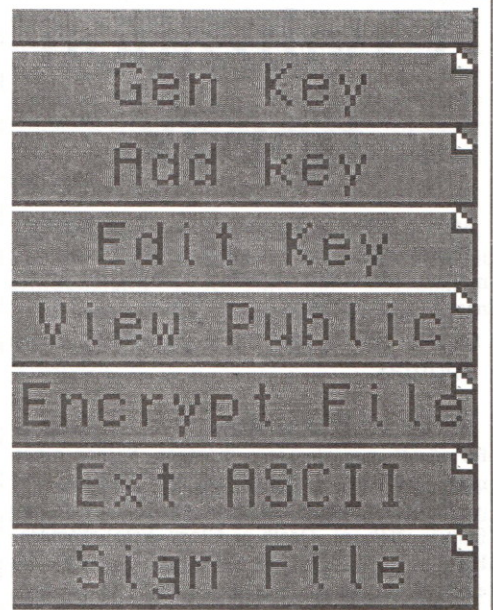 Gen Key
Add key
Edit Key
View Public
Encrypt File
Ext ASCII
Sign File